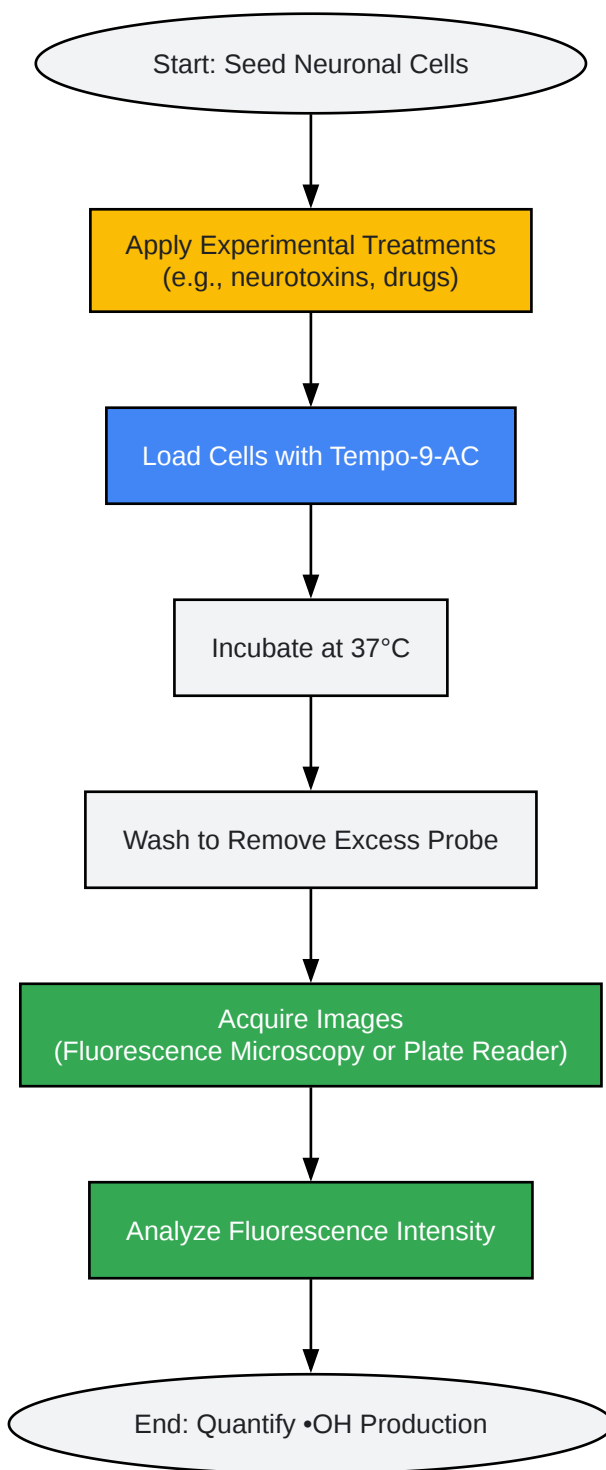 Start: Seed Neuronal Cells
Apply Experimental Treatments
(e.g., neurotoxins, drugs)
Load Cells with Tempo-9-AC
Incubate at 37°C
Wash to Remove Excess Probe
Acquire Images
(Fluorescence Microscopy or Plate Reader)
Analyze Fluorescence Intensity
End: Quantify •OH Production